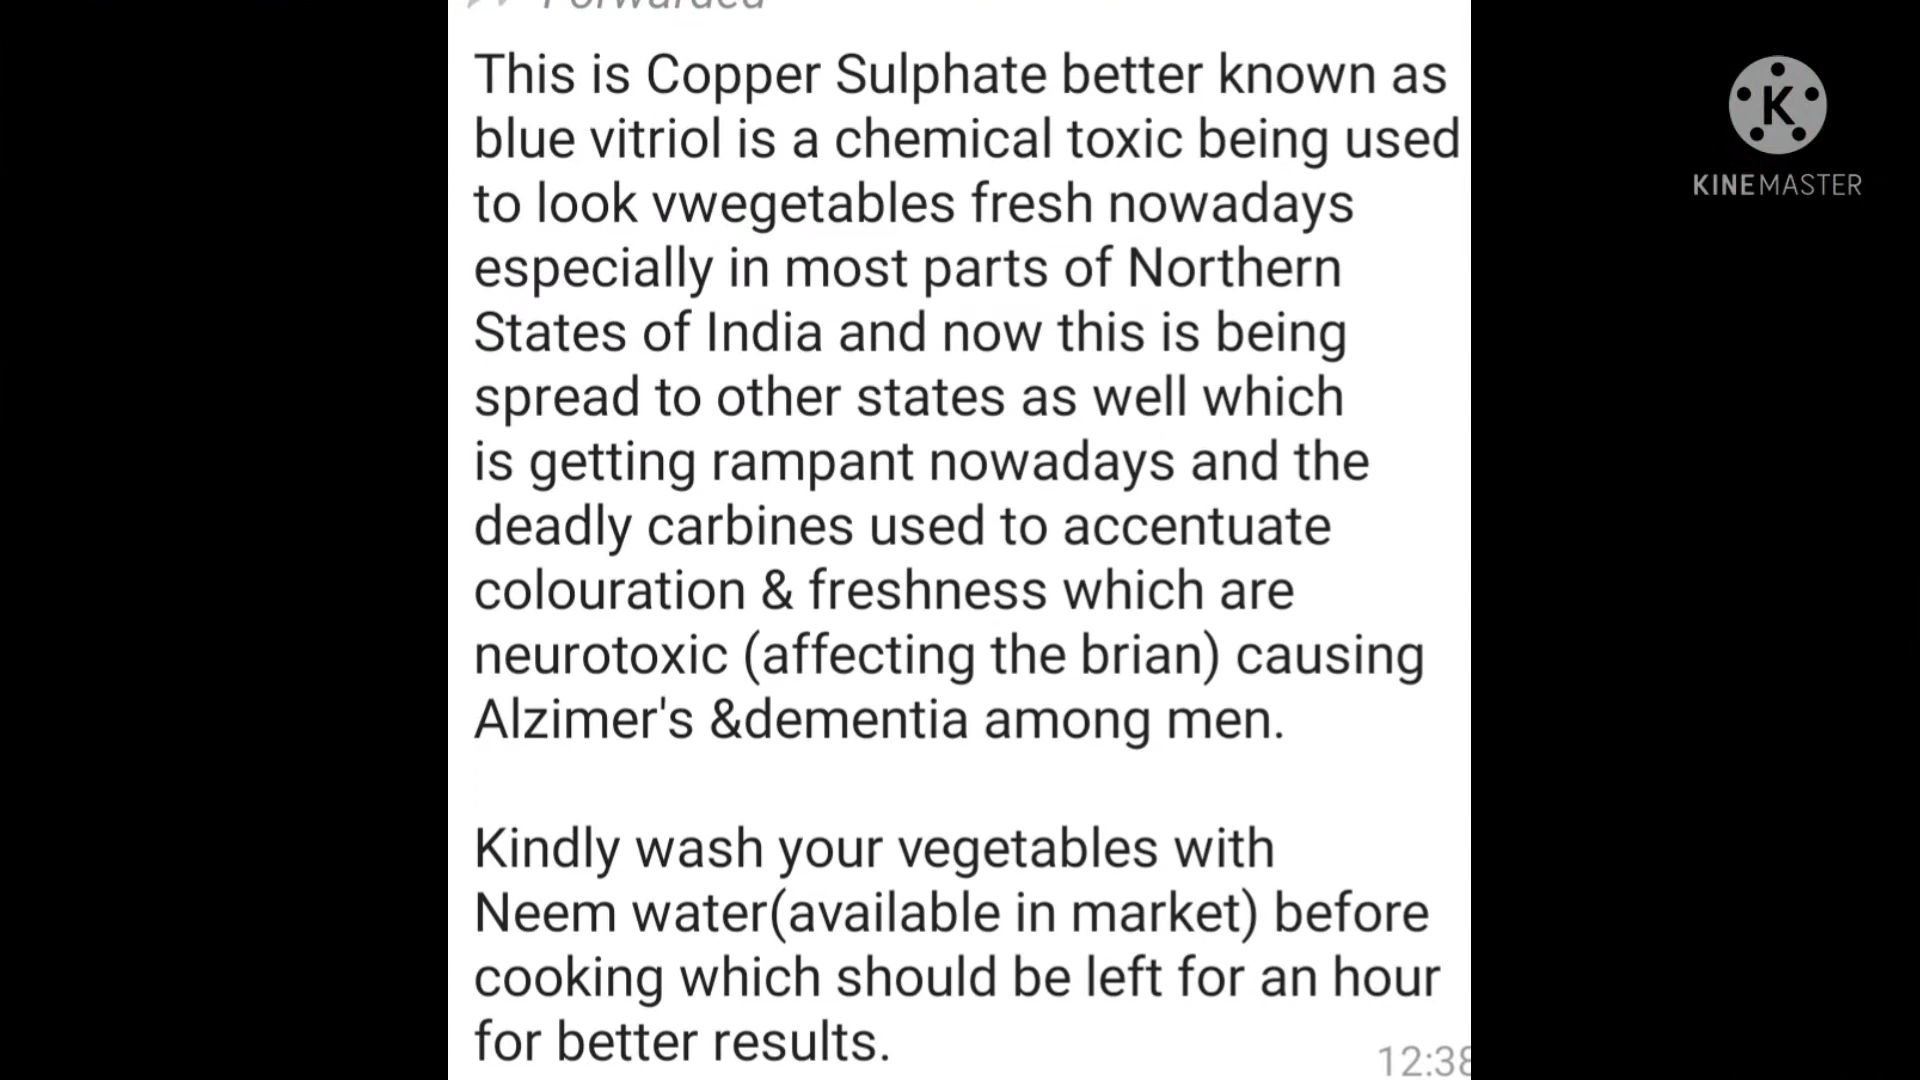 Forwarded
This is Copper Sulphate better known as
blue vitriol is a chemical toxic being used
to look vwegetables fresh nowadays
especially in most parts of Northern
States of India and now this is being
spread to other states as well which
is getting rampant nowadays and the
deadly carbines used to accentuate
colouration & freshness which are
neurotoxic (affecting the brian) causing
Alzimer's &dementia among men.
Kindly wash your vegetables with
Neem water(available in market) before
cooking which should be left for an hour
for better results.
12:38
K
KINEMASTER